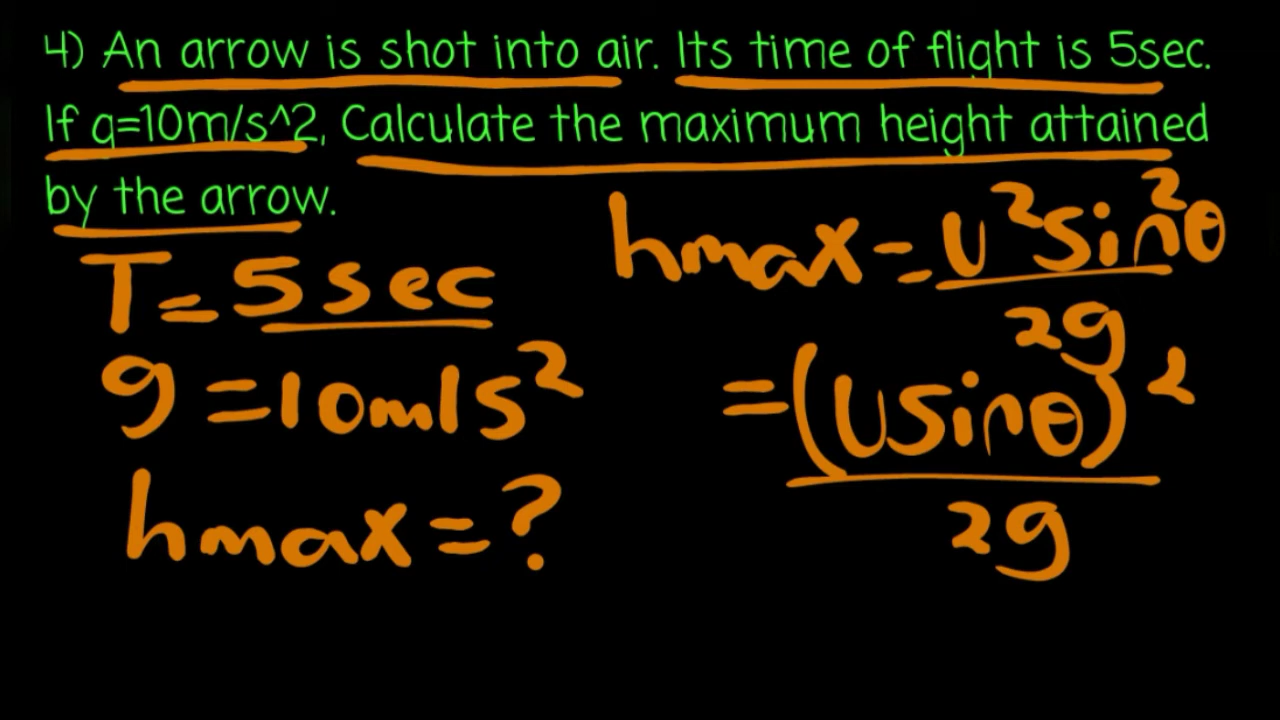 4) An arrow is shot into air. Its time of flight is 5sec.
If g=10m/s^2, Calculate the maximum height attained
by the arrow.
T=5sec
g=10m/s²
hmax=?
hmax=U²Sin²θ
2g
=(USinθ)²
2g